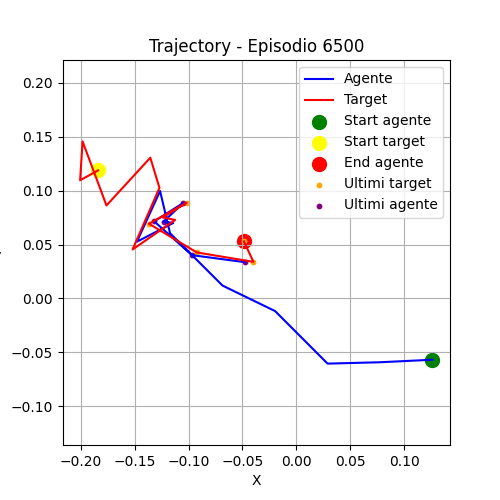 Trajectory - Episodio 6500
Agente
Target
Start agente
Start target
End agente
Ultimi target
Ultimi agente
0.20
0.15
0.10
0.05
0.00
−0.05
−0.10
−0.20
−0.15
−0.10
−0.05
0.00
0.05
0.10
X